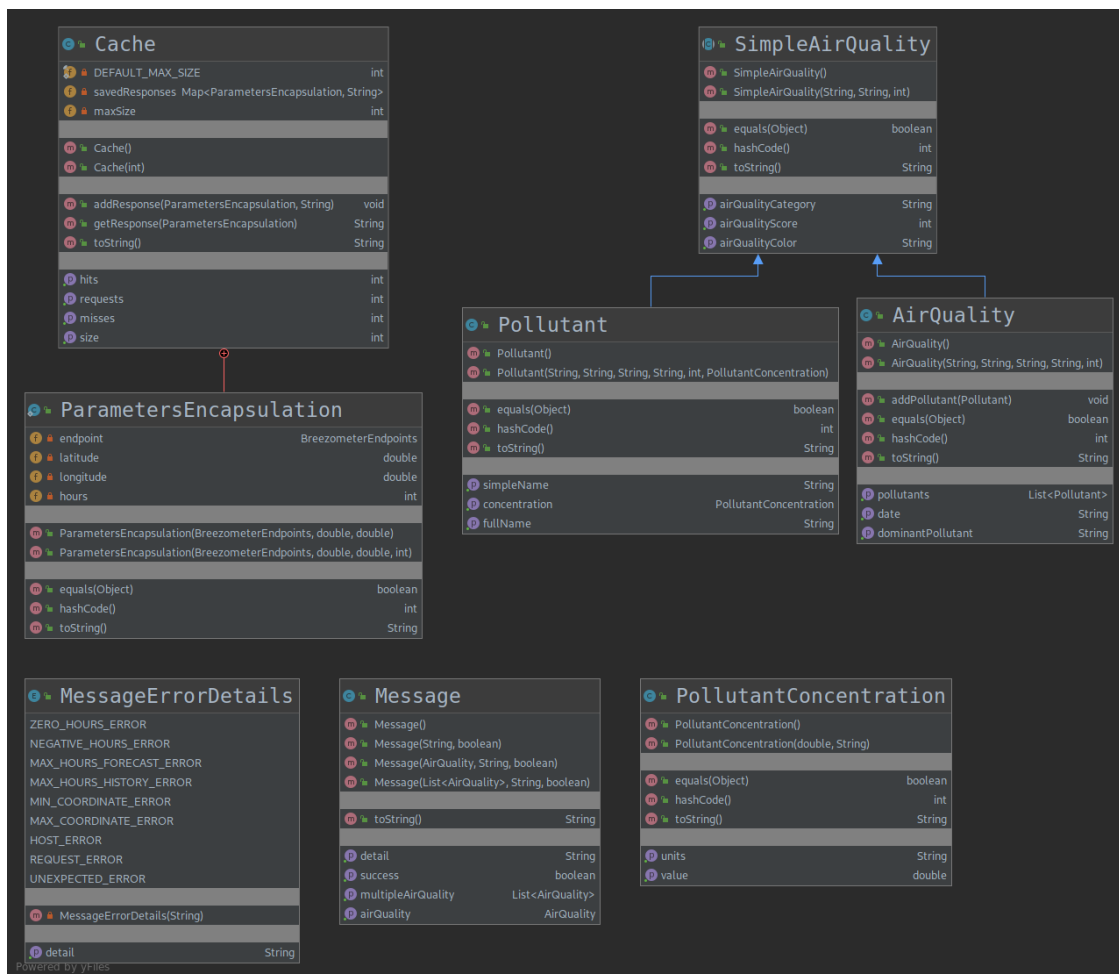 Cache
DEFAULT_MAX_SIZE int
savedResponses Map<ParametersEncapsulation, String>
maxSize int
Cache()
Cache(int)
addResponse(ParametersEncapsulation, String) void
getResponse(ParametersEncapsulation) String
toString() String
hits int
requests int
misses int
size int
SimpleAirQuality
SimpleAirQuality()
SimpleAirQuality(String, String, int)
equals(Object) boolean
hashCode() int
toString() String
airQualityCategory String
airQualityScore int
airQualityColor String
Pollutant
Pollutant()
Pollutant(String, String, String, String, int, PollutantConcentration)
equals(Object) boolean
hashCode() int
toString() String
simpleName String
concentration PollutantConcentration
fullName String
AirQuality
AirQuality()
AirQuality(String, String, String, String, int)
addPollutant(Pollutant) void
equals(Object) boolean
hashCode() int
toString() String
pollutants List<Pollutant>
date String
dominantPollutant String
ParametersEncapsulation
endpoint BreezometerEndpoints
latitude double
longitude double
hours int
ParametersEncapsulation(BreezometerEndpoints, double, double)
ParametersEncapsulation(BreezometerEndpoints, double, double, int)
equals(Object) boolean
hashCode() int
toString() String
MessageErrorDetails
ZERO_HOURS_ERROR
NEGATIVE_HOURS_ERROR
MAX_HOURS_FORECAST_ERROR
MAX_HOURS_HISTORY_ERROR
MIN_COORDINATE_ERROR
MAX_COORDINATE_ERROR
HOST_ERROR
REQUEST_ERROR
UNEXPECTED_ERROR
MessageErrorDetails(String)
detail String
Message
Message()
Message(String, boolean)
Message(AirQuality, String, boolean)
Message(List<AirQuality>, String, boolean)
toString() String
detail String
success boolean
multipleAirQuality List<AirQuality>
airQuality AirQuality
PollutantConcentration
PollutantConcentration()
PollutantConcentration(double, String)
equals(Object) boolean
hashCode() int
toString() String
units String
value double
Powered by yFiles